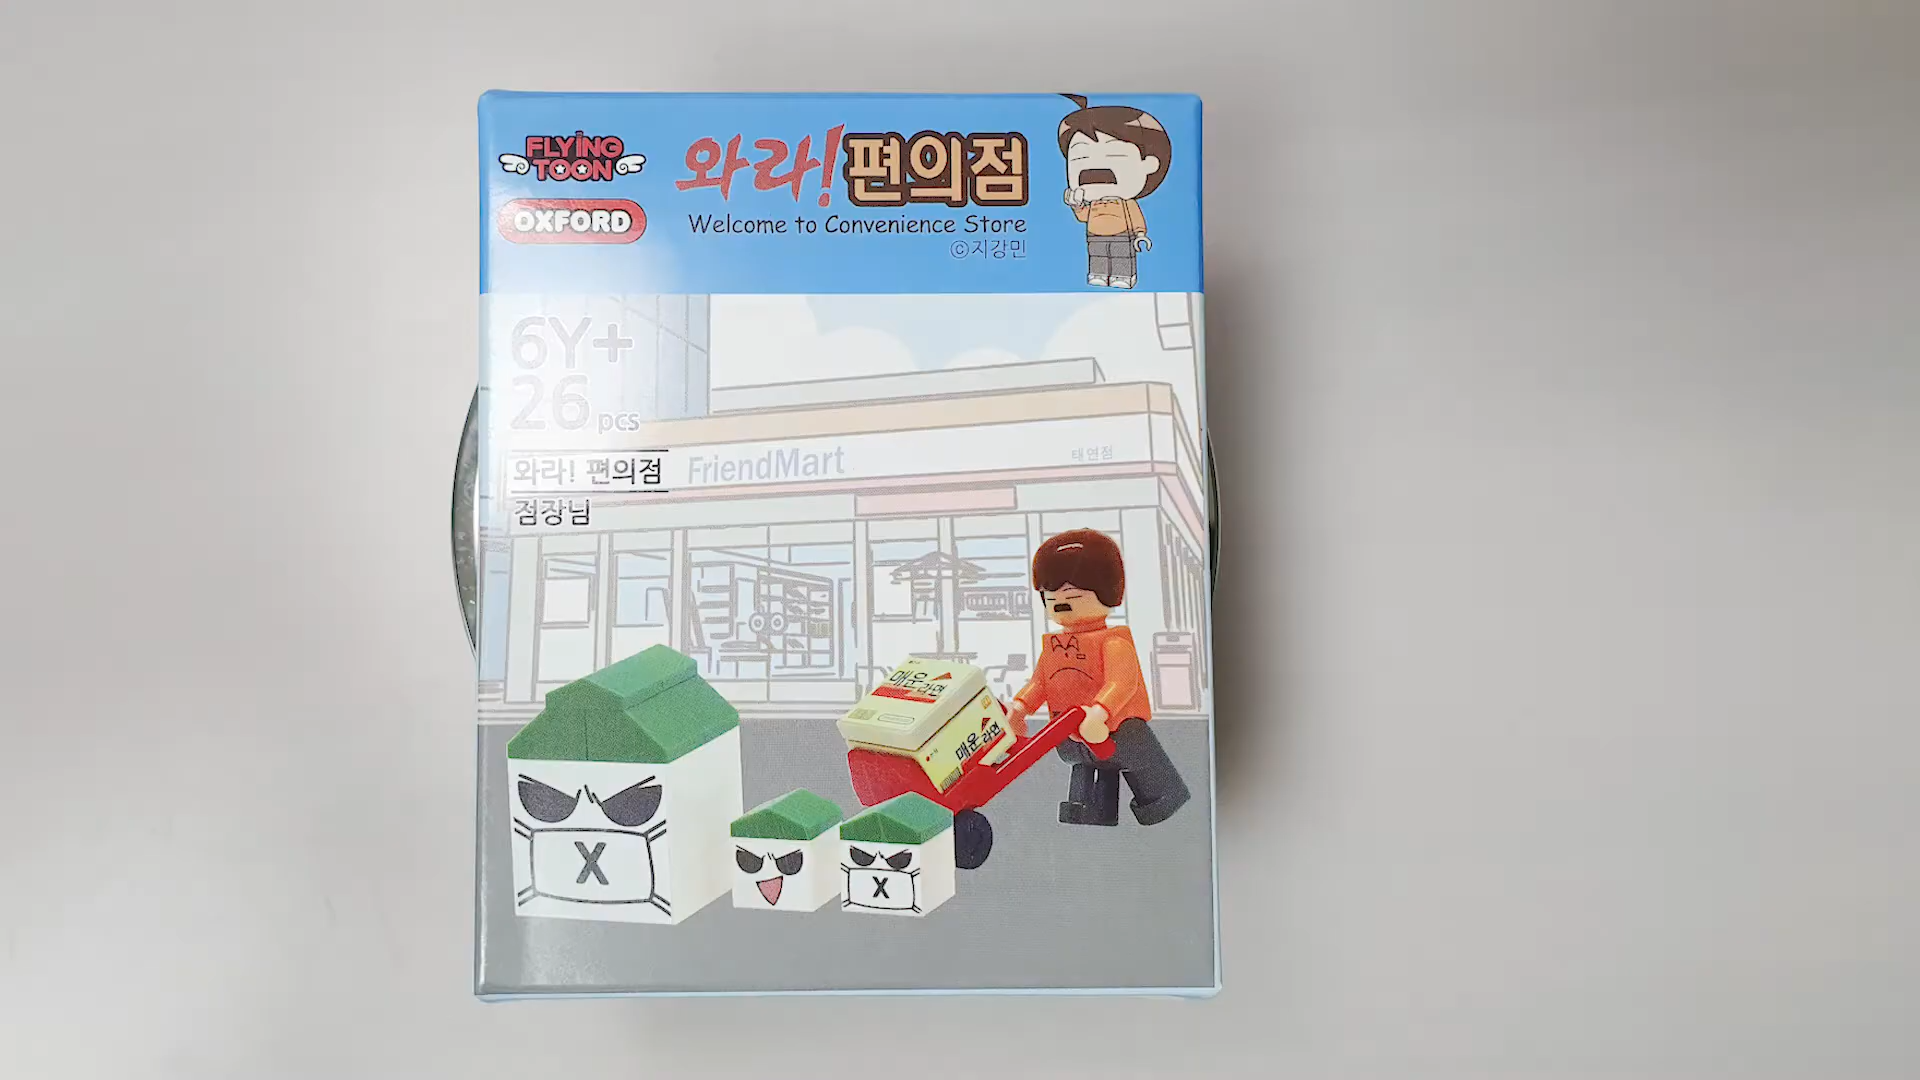 FLYING
TOON
OXFORD
와라!편의점
Welcome to Convenience Store
©지강민
6Y+
26 pcs
와라! 편의점
점장님
FriendMart
태연점
매운라면
매운라면
X
X